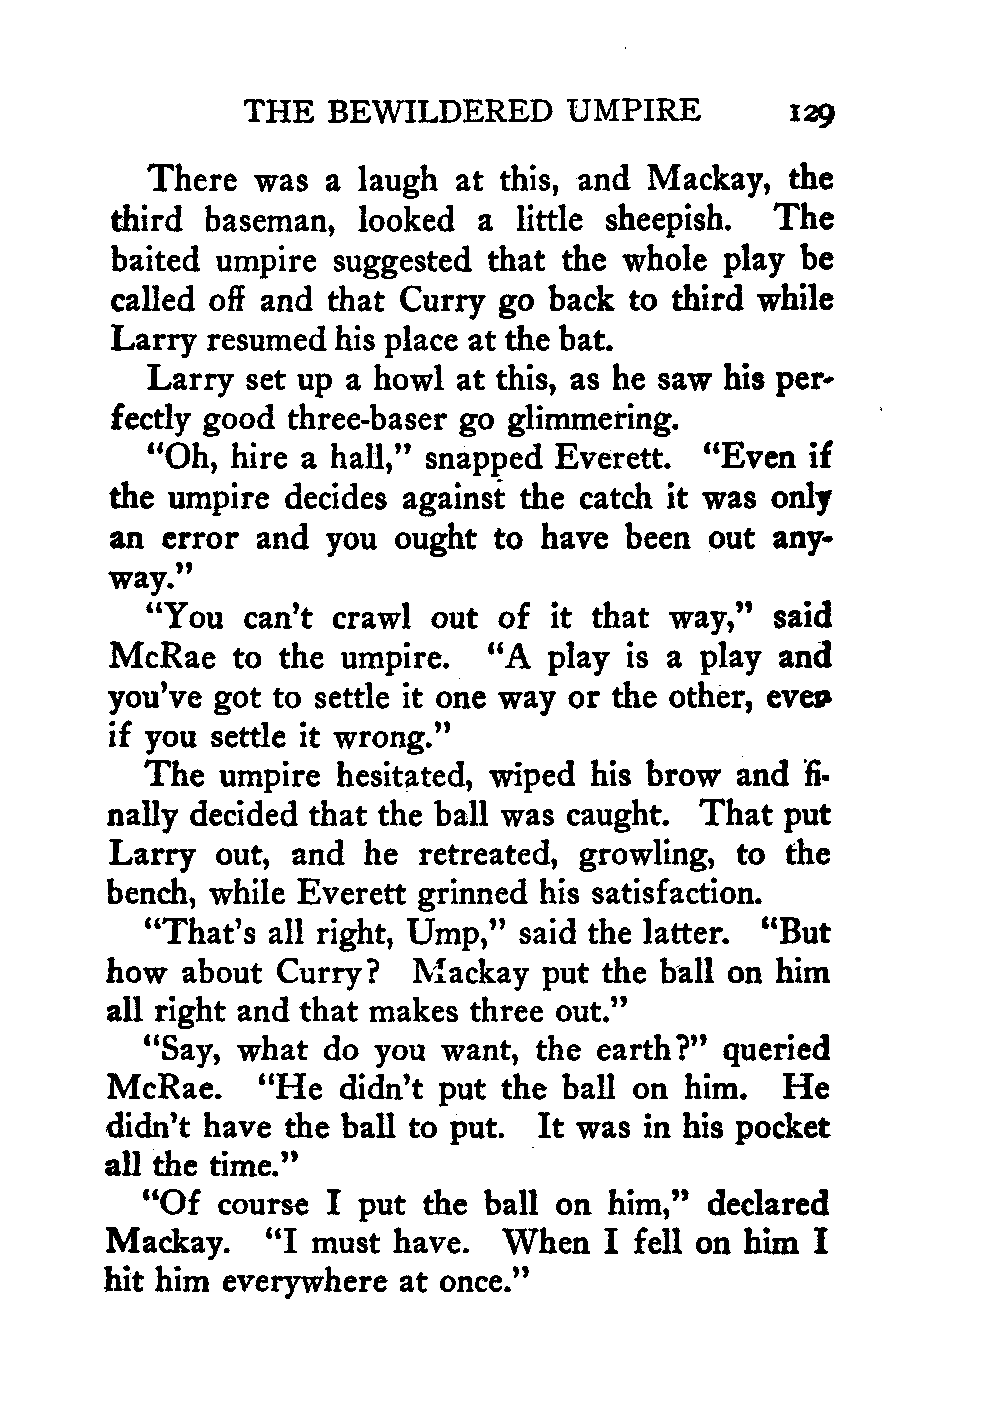 THE BEWILDERED UMPIRE 129
There was a laugh at this, and Mackay, the
third baseman, looked a little sheepish. The
baited umpire suggested that the whole play be
called off and that Curry go back to third while
Larry resumed his place at the bat.
Larry set up a howl at this, as he saw his per-
fectly good three-baser go glimmering.
“Oh, hire a hall,” snapped Everett. “Even if
the umpire decides against the catch it was only
an error and you ought to have been out any-
way.”
“You can’t crawl out of it that way,” said
McRae to the umpire. “A play is a play and
you’ve got to settle it one way or the other, even
if you settle it wrong.”
The umpire hesitated, wiped his brow and fi-
nally decided that the ball was caught. That put
Larry out, and he retreated, growling, to the
bench, while Everett grinned his satisfaction.
“That’s all right, Ump,” said the latter. “But
how about Curry? Mackay put the ball on him
all right and that makes three out.”
“Say, what do you want, the earth?” queried
McRae. “He didn’t put the ball on him. He
didn’t have the ball to put. It was in his pocket
all the time.”
“Of course I put the ball on him,” declared
Mackay. “I must have. When I fell on him I
hit him everywhere at once.”